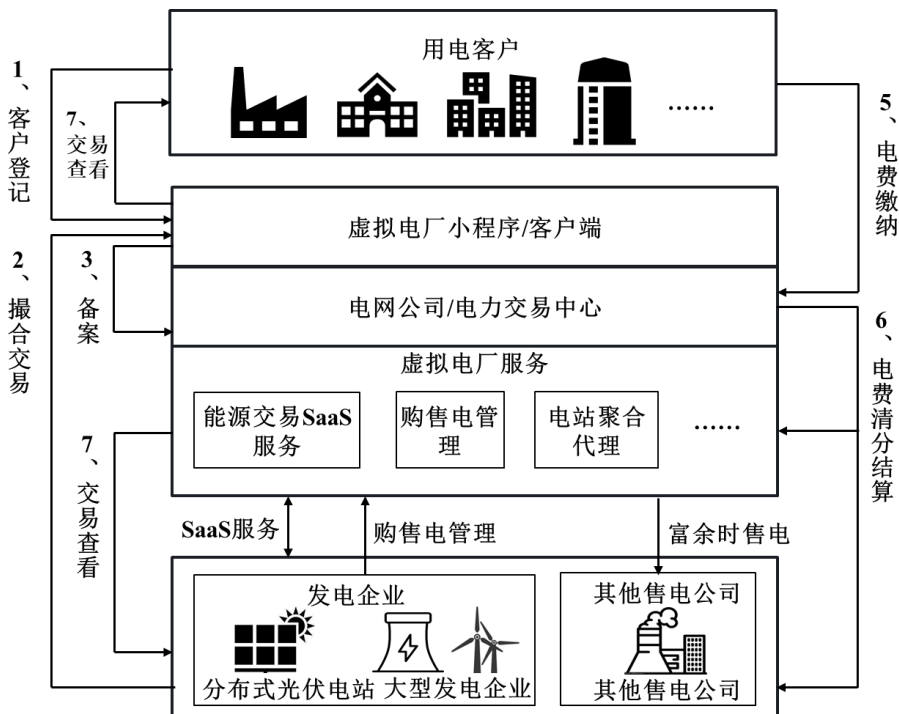 用电客户
......
1、客户登记
7、
交易
查看
5、电费缴纳
虚拟电厂小程序/客户端
2、撮合交易
3、备案
电网公司/电力交易中心
6、电费清分结算
虚拟电厂服务
能源交易SaaS
服务
购售电管
理
电站聚合
代理
......
7、交易查看
SaaS服务
购售电管理
富余时售电
发电企业
其他售电公司
分布式光伏电站 大型发电企业
其他售电公司